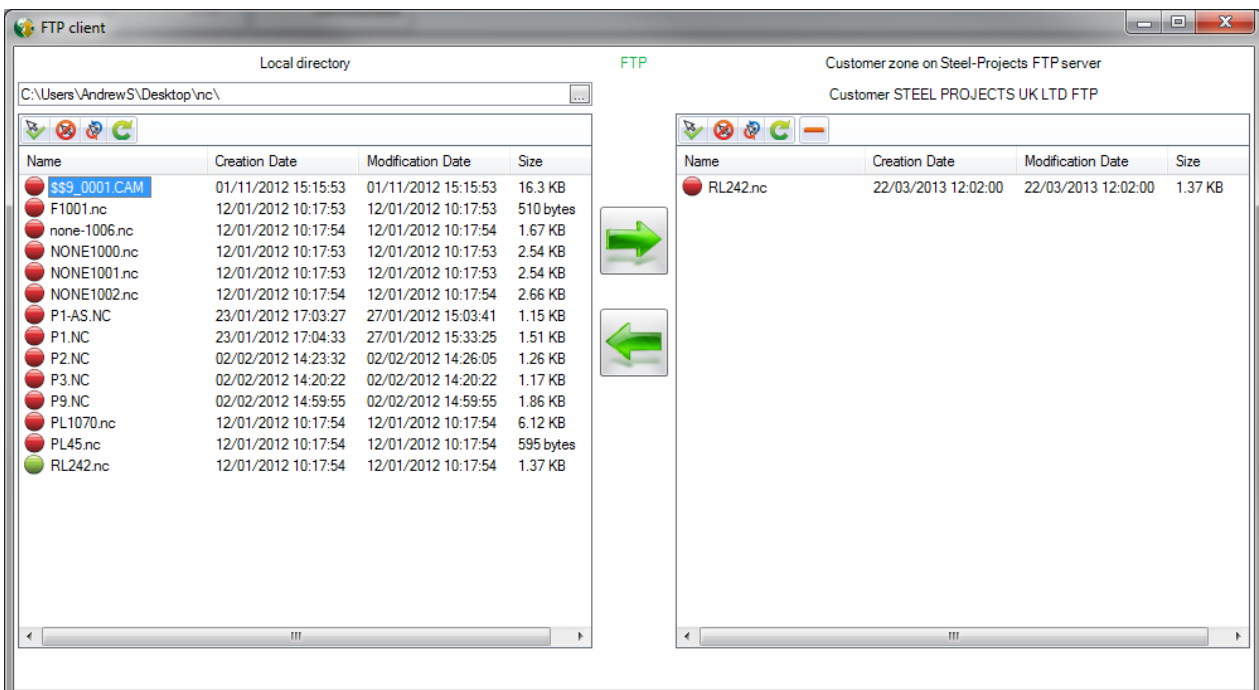 FTP client
Local directory
FTP
Customer zone on Steel-Projects FTP server
C:\Users\AndrewS\Desktop\nc\
...
Customer STEEL PROJECTS UK LTD FTP
Name Creation Date Modification Date Size
$$9_0001.CAM 01/11/2012 15:15:53 01/11/2012 15:15:53 16.3 KB
F1001.nc 12/01/2012 10:17:53 12/01/2012 10:17:53 510 bytes
none-1006.nc 12/01/2012 10:17:54 12/01/2012 10:17:54 1.67 KB
NONE1000.nc 12/01/2012 10:17:53 12/01/2012 10:17:53 2.54 KB
NONE1001.nc 12/01/2012 10:17:53 12/01/2012 10:17:53 2.54 KB
NONE1002.nc 12/01/2012 10:17:54 12/01/2012 10:17:54 2.66 KB
P1-AS.NC 23/01/2012 17:03:27 27/01/2012 15:03:41 1.15 KB
P1.NC 23/01/2012 17:04:33 27/01/2012 15:33:25 1.51 KB
P2.NC 02/02/2012 14:23:32 02/02/2012 14:26:05 1.26 KB
P3.NC 02/02/2012 14:20:22 02/02/2012 14:20:22 1.17 KB
P9.NC 02/02/2012 14:59:55 02/02/2012 14:59:55 1.86 KB
PL1070.nc 12/01/2012 10:17:54 12/01/2012 10:17:54 6.12 KB
PL45.nc 12/01/2012 10:17:54 12/01/2012 10:17:54 595 bytes
RL242.nc 12/01/2012 10:17:54 12/01/2012 10:17:54 1.37 KB
Name Creation Date Modification Date Size
RL242.nc 22/03/2013 12:02:00 22/03/2013 12:02:00 1.37 KB